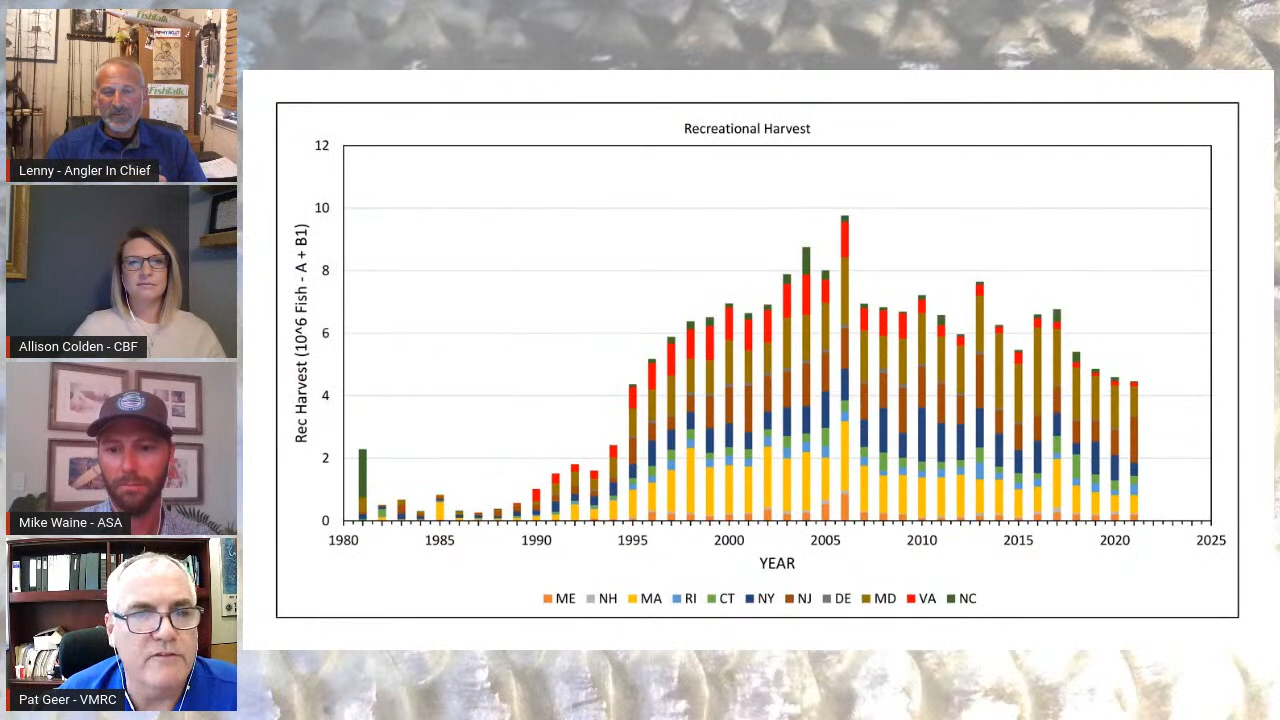 FishTalk
FishTalk
Lenny - Angler In Chief
Allison Colden - CBF
Mike Waine - ASA
Pat Geer - VMRC
Recreational Harvest
Rec Harvest (10^6 Fish - A + B1)
12
10
8
6
4
2
0
1980 1985 1990 1995 2000 2005 2010 2015 2020 2025
YEAR
ME NH MA RI CT NY NJ DE MD VA NC